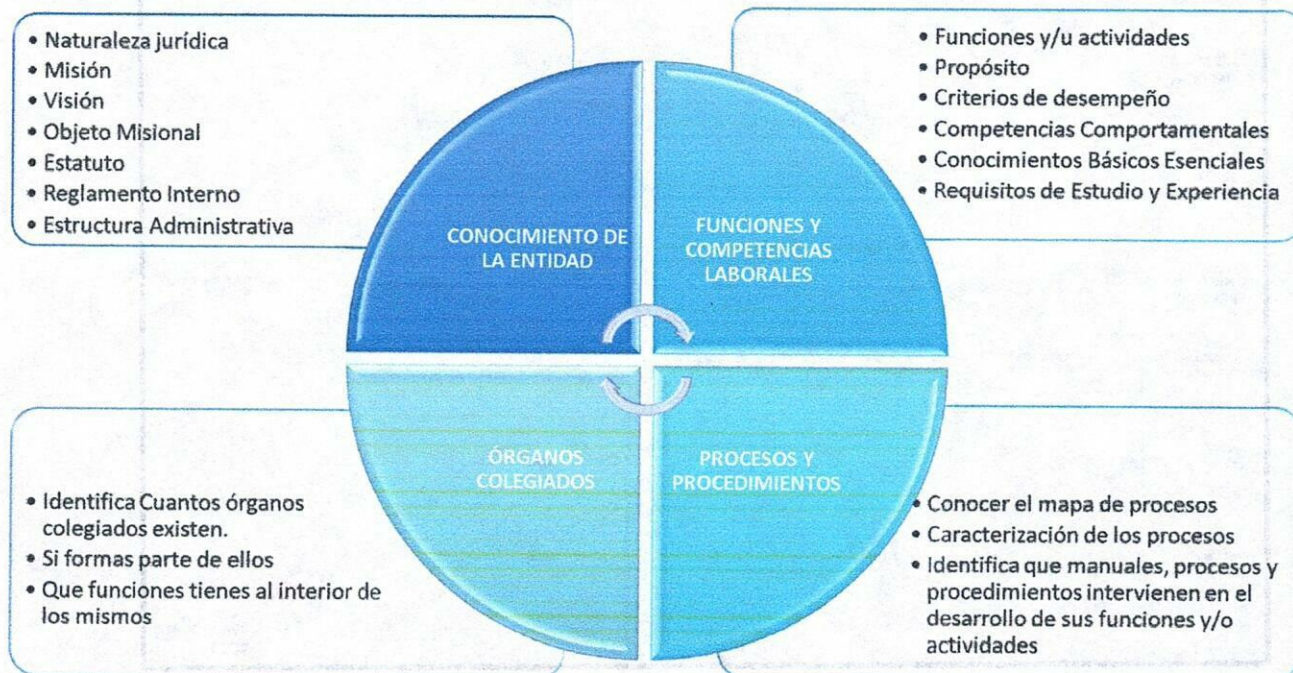 • Naturaleza jurídica
• Misión
• Visión
• Objeto Misional
• Estatuto
• Reglamento Interno
• Estructura Administrativa
• Funciones y/u actividades
• Propósito
• Criterios de desempeño
• Competencias Comportamentales
• Conocimientos Básicos Esenciales
• Requisitos de Estudio y Experiencia
CONOCIMIENTO DE
LA ENTIDAD
FUNCIONES Y
COMPETENCIAS
LABORALES
ÓRGANOS
COLEGIADOS
PROCESOS Y
PROCEDIMIENTOS
• Identifica Cuantos órganos
colegiados existen.
• Si formas parte de ellos
• Que funciones tienes al interior de
los mismos
• Conocer el mapa de procesos
• Caracterización de los procesos
• Identifica que manuales, procesos y
procedimientos intervienen en el
desarrollo de sus funciones y/o
actividades